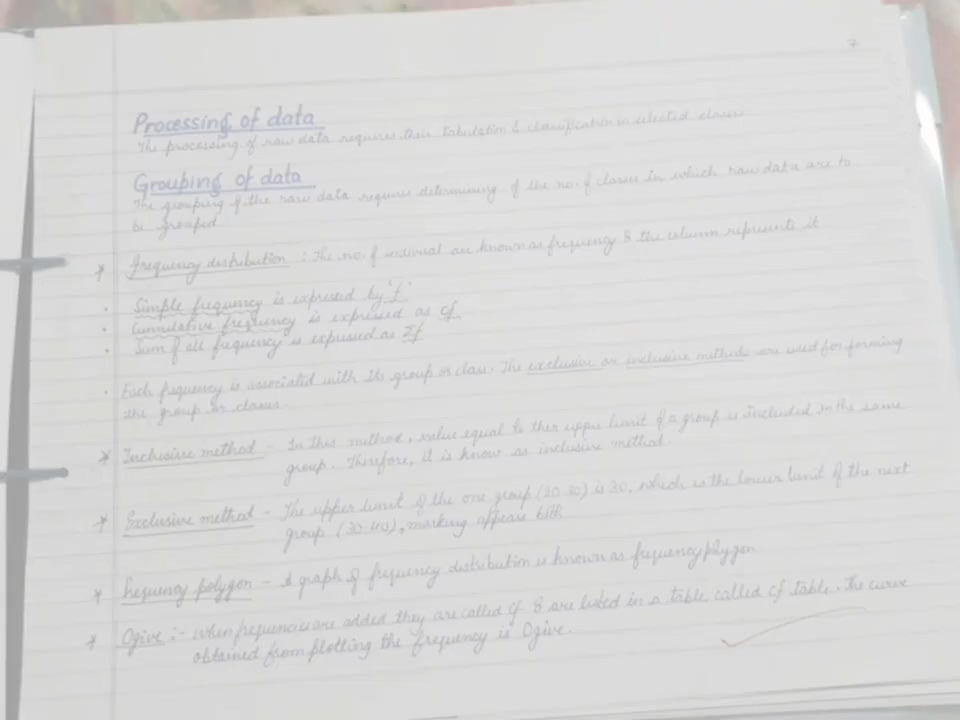 7
Processing of data
The processing of raw data requires their tabulation & classification in selected classes
Grouping of data
The grouping of the raw data requires determining of the no. of classes in which raw data are to
be grouped
* Frequency distribution : The no. of individual are known as frequency & the column represents it
· Simple frequency is expressed by 'f'
· Cummulative frequency is expressed as cf.
· Sum of all frequency is expressed as Σf
· Each frequency is associated with its group or class. The exclusive or inclusive methods are used for forming
the group or classes.
* Inclusive method - In this method, value equal to ther upper limit of a group is included in the same
group. Therefore, it is know as inclusive method.
* Exclusive method - The upper limit of the one group (20-30) is 30, which is the lower limit of the next
group (30-40), marking appears
* frequency polygon - A graph of frequency distribution is known as frequency polygon
* Ogive :- When frequencies are added they are called cf & are listed in a table called cf table. The curve
obtained from plotting the frequency is Ogive.